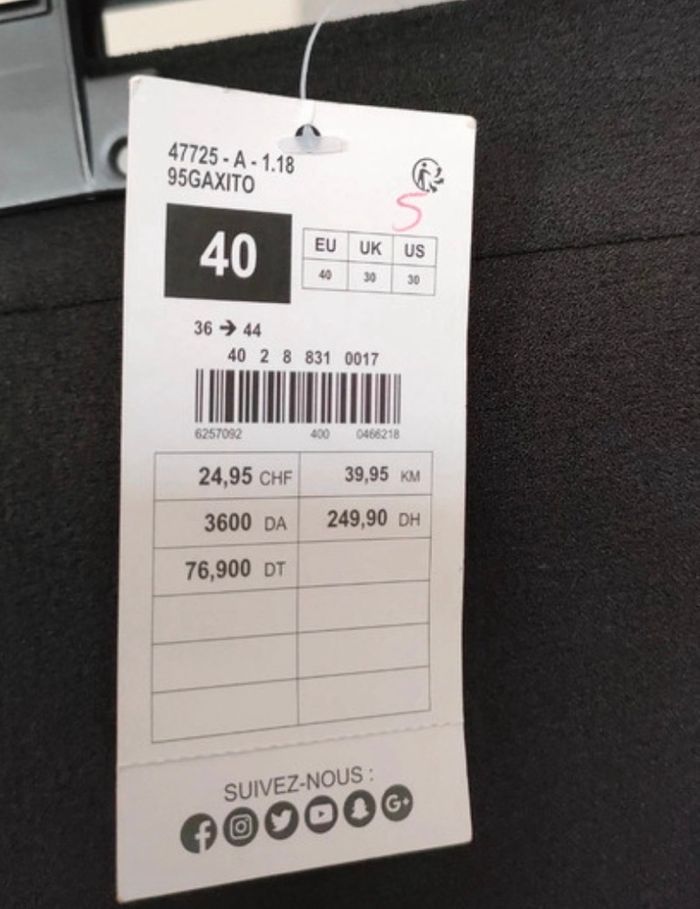 47725 - A - 1.18
95GAXITO
S
40
EU UK US
40 30 30
36 ➔ 44
40 2 8 831 0017
6257092 400 0466218
24,95 CHF 39,95 KM
3600 DA 249,90 DH
76,900 DT
SUIVEZ-NOUS :
G+